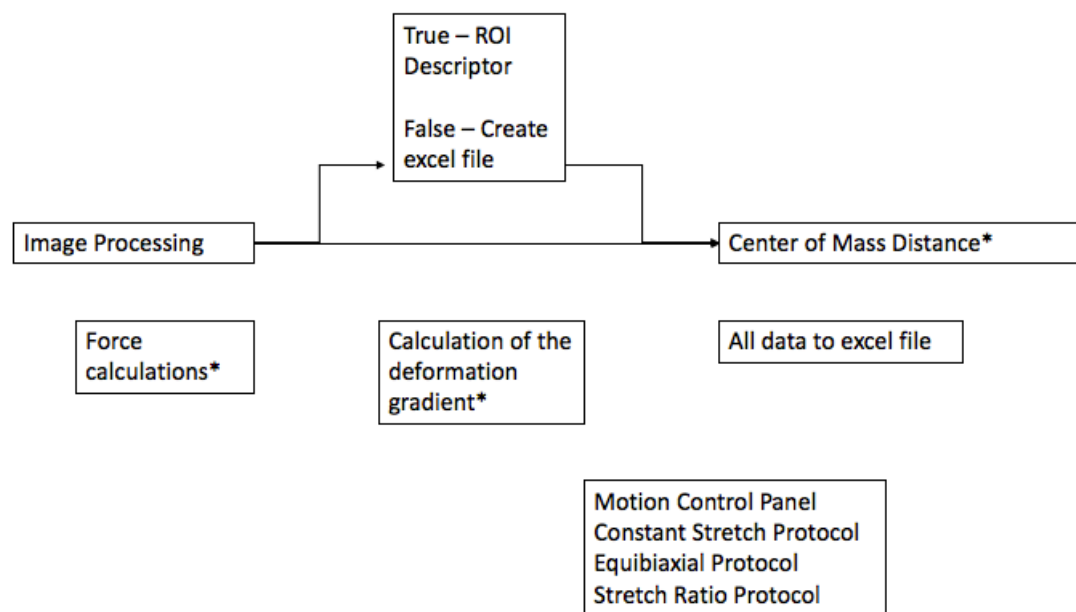 True – ROI
Descriptor
False – Create
excel file
Image Processing
Center of Mass Distance*
Force
calculations*
Calculation of the
deformation
gradient*
All data to excel file
Motion Control Panel
Constant Stretch Protocol
Equibiaxial Protocol
Stretch Ratio Protocol